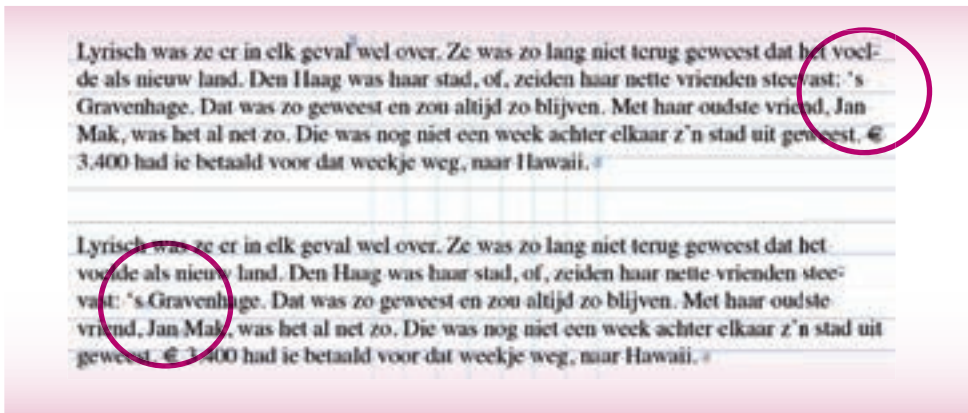 Lyrisch was ze er in elk geval wel over. Ze was zo lang niet terug geweest dat het voel-
de als nieuw land. Den Haag was haar stad, of, zeiden haar nette vrienden steevast: 's
Gravenhage. Dat was zo geweest en zou altijd zo blijven. Met haar oudste vriend, Jan
Mak, was het al net zo. Die was nog niet een week achter elkaar z'n stad uit geweest. €
3.400 had ie betaald voor dat weekje weg, naar Hawaii.
Lyrisch was ze er in elk geval wel over. Ze was zo lang niet terug geweest dat het
voelde als nieuw land. Den Haag was haar stad, of, zeiden haar nette vrienden stee-
vast: 's Gravenhage. Dat was zo geweest en zou altijd zo blijven. Met haar oudste
vriend, Jan Mak, was het al net zo. Die was nog niet een week achter elkaar z'n stad uit
geweest. € 3.400 had ie betaald voor dat weekje weg, naar Hawaii.